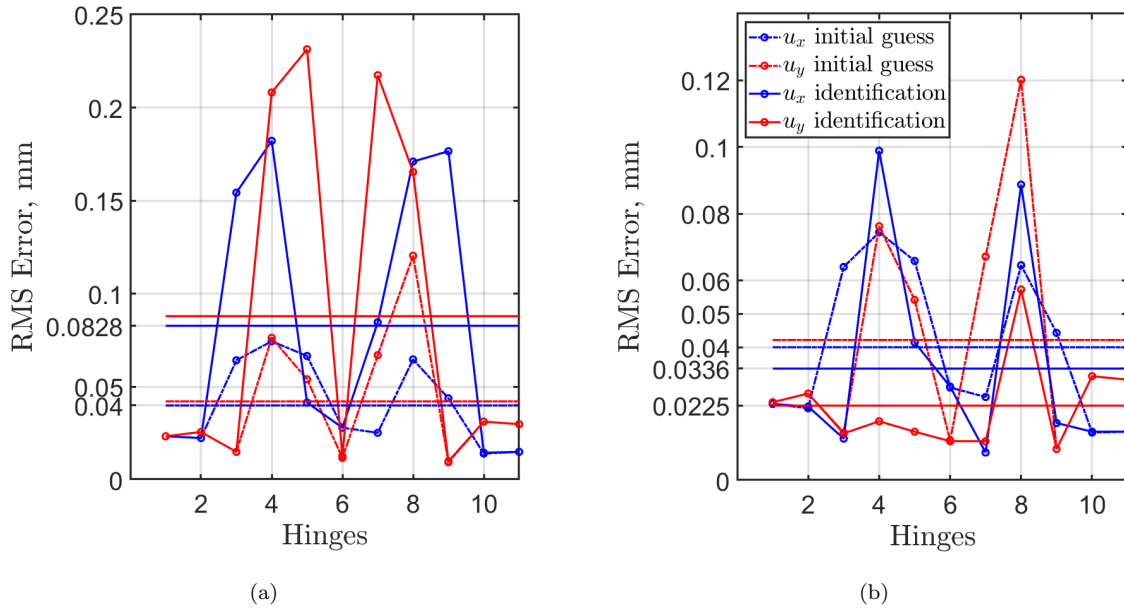 0.25
0.2
0.15
0.1
0.0828
0.05
0.04
0
RMS Error, mm
2 4 6 8 10
Hinges
(a)
u_x initial guess
u_y initial guess
u_x identification
u_y identification
0.12
0.1
0.08
0.06
0.05
0.04
0.0336
0.0225
0
RMS Error, mm
2 4 6 8 10
Hinges
(b)